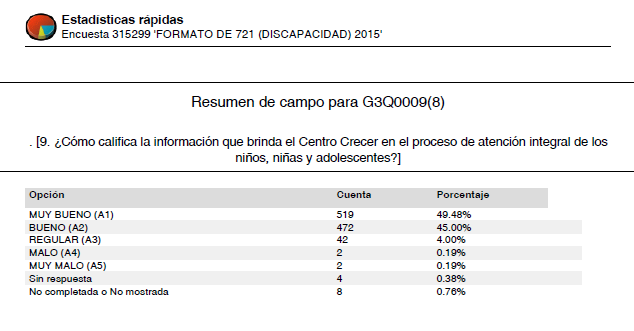 Estadísticas rápidas
Encuesta 315299 'FORMATO DE 721 (DISCAPACIDAD) 2015'
Resumen de campo para G3Q0009(8)
. [9. ¿Cómo califica la información que brinda el Centro Crecer en el proceso de atención integral de los
niños, niñas y adolescentes?]
Opción Cuenta Porcentaje
MUY BUENO (A1) 519 49.48%
BUENO (A2) 472 45.00%
REGULAR (A3) 42 4.00%
MALO (A4) 2 0.19%
MUY MALO (A5) 2 0.19%
Sin respuesta 4 0.38%
No completada o No mostrada 8 0.76%